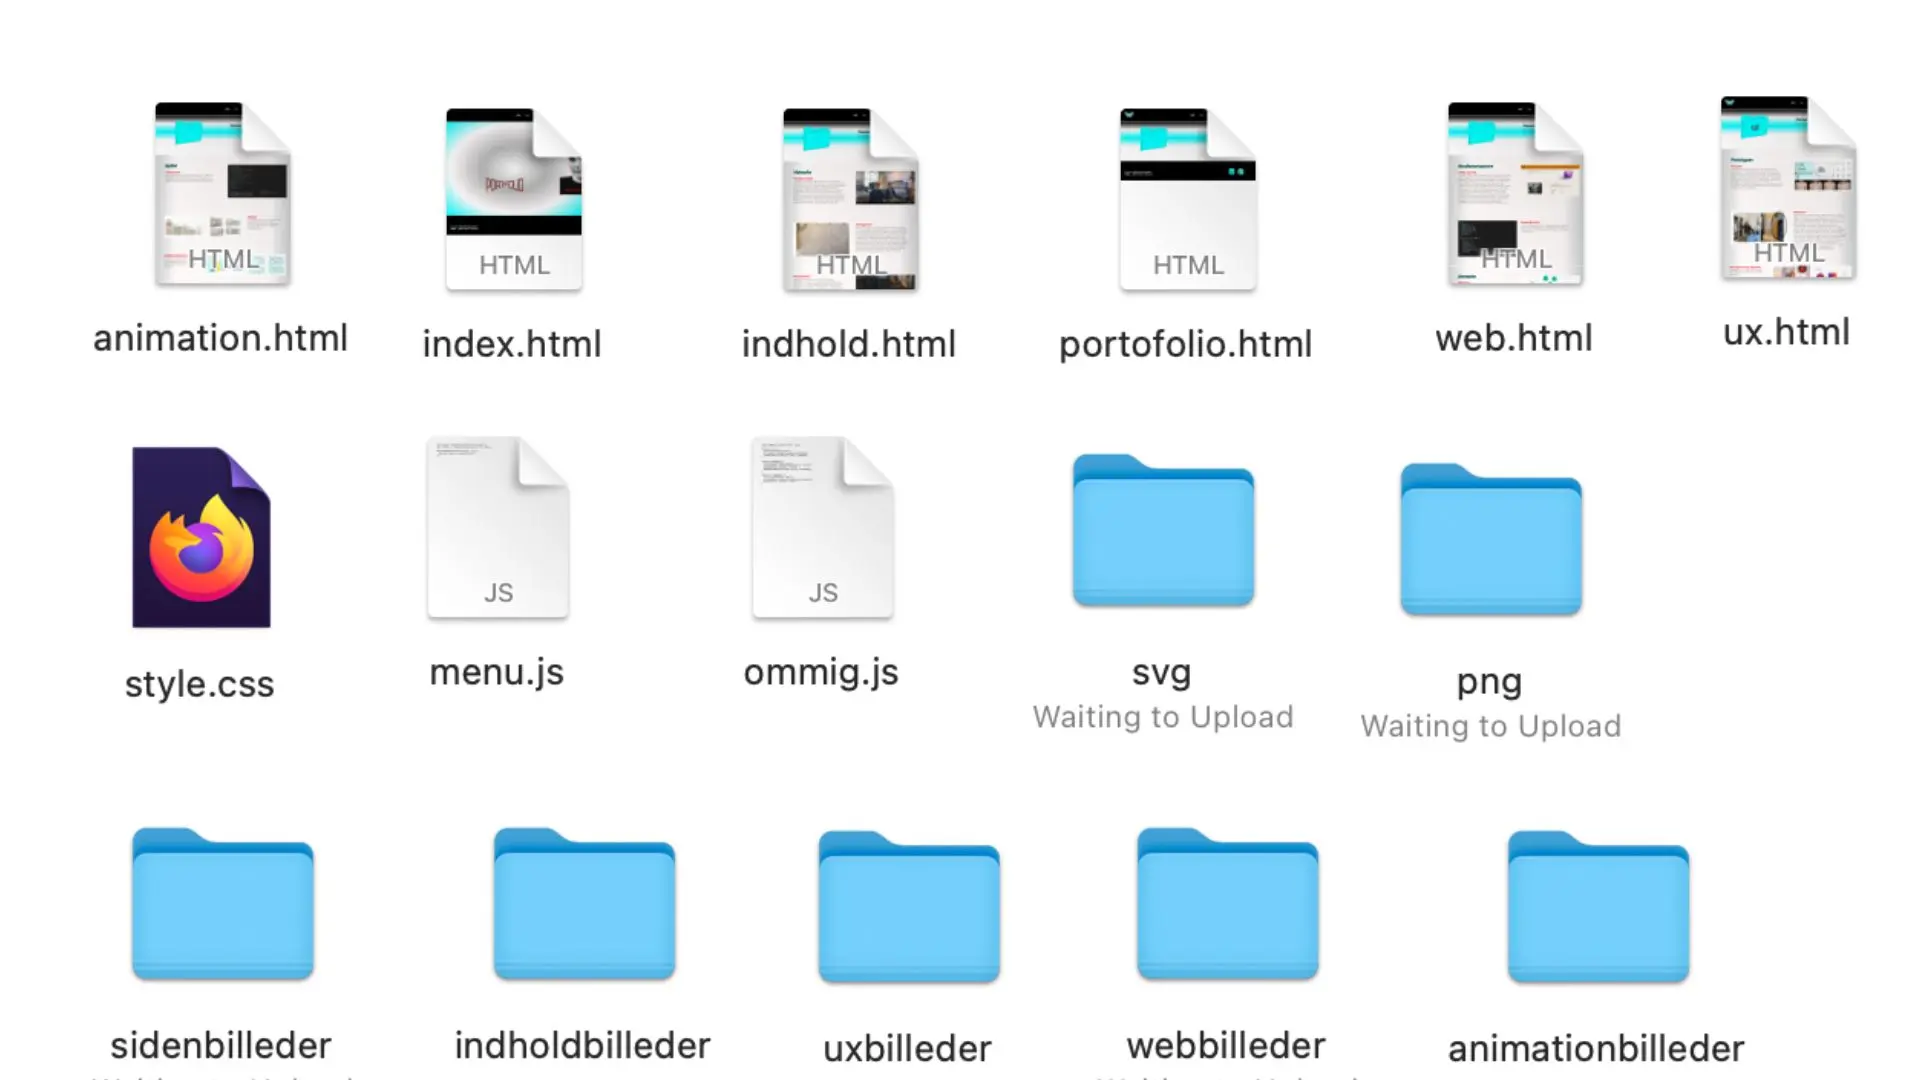 HTML
HTML
HTML
HTML
HTML
HTML
PORTFOLIO
animation.html
index.html
indhold.html
portofolio.html
web.html
ux.html
JS
JS
style.css
menu.js
ommig.js
svg
png
Waiting to Upload
Waiting to Upload
sidenbilleder
indholdbilleder
uxbilleder
webbilleder
animationbilleder